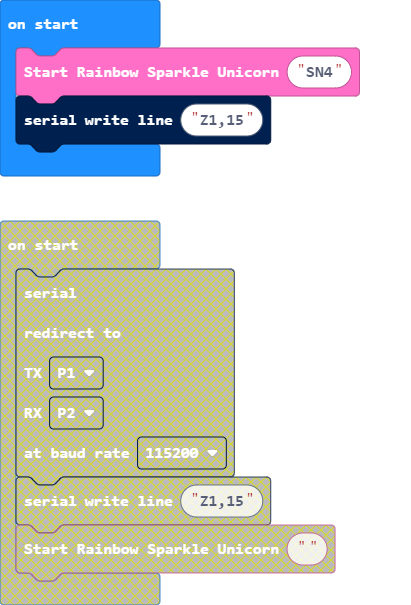 on start
Start Rainbow Sparkle Unicorn "SN4"
serial write line "Z1,15"
on start
serial
redirect to
TX P1
RX P2
at baud rate 115200
serial write line "Z1,15"
Start Rainbow Sparkle Unicorn " "